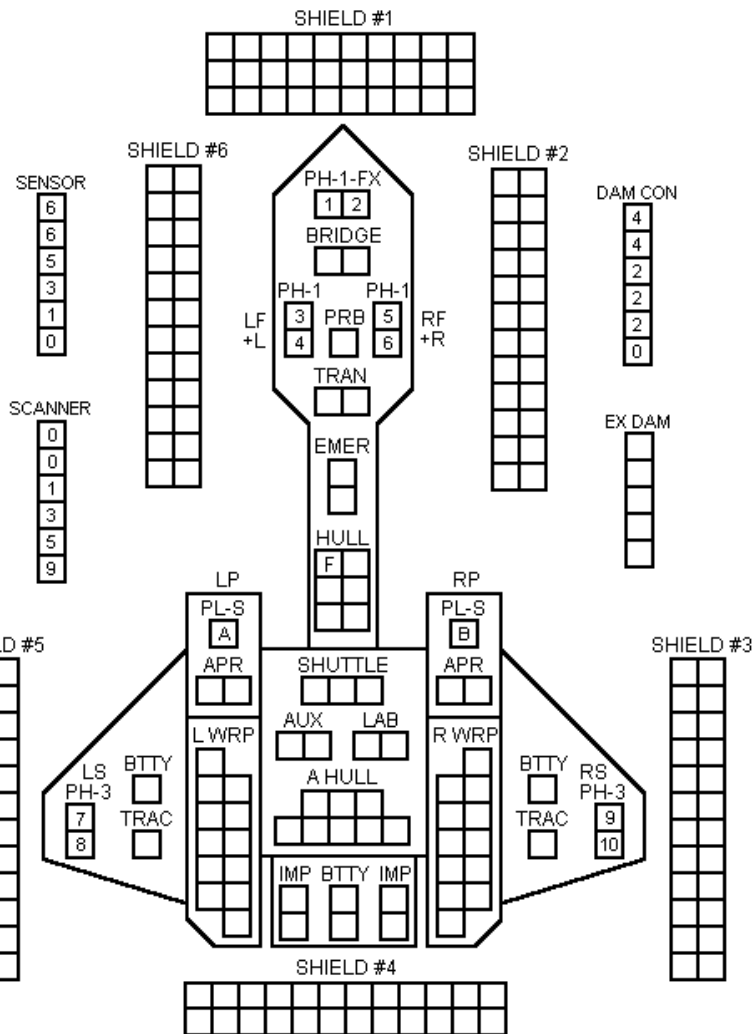 SHIELD #1
SHIELD #6
SHIELD #2
SENSOR
6
6
5
3
1
0
PH-1-FX
1 2
BRIDGE
DAM CON
4
4
2
2
2
0
PH-1 PRB PH-1
LF +L
3
4
5
6
RF +R
TRAN
SCANNER
0
0
1
3
5
9
EMER
EX DAM
HULL
F
LP
PL-S
A
APR
RP
PL-S
B
APR
LD #5
SHIELD #3
SHUTTLE
AUX LAB
L WRP
R WRP
A HULL
LS
PH-3
7
8
BTTY
TRAC
BTTY
TRAC
RS
PH-3
9
10
IMP BTTY IMP
SHIELD #4